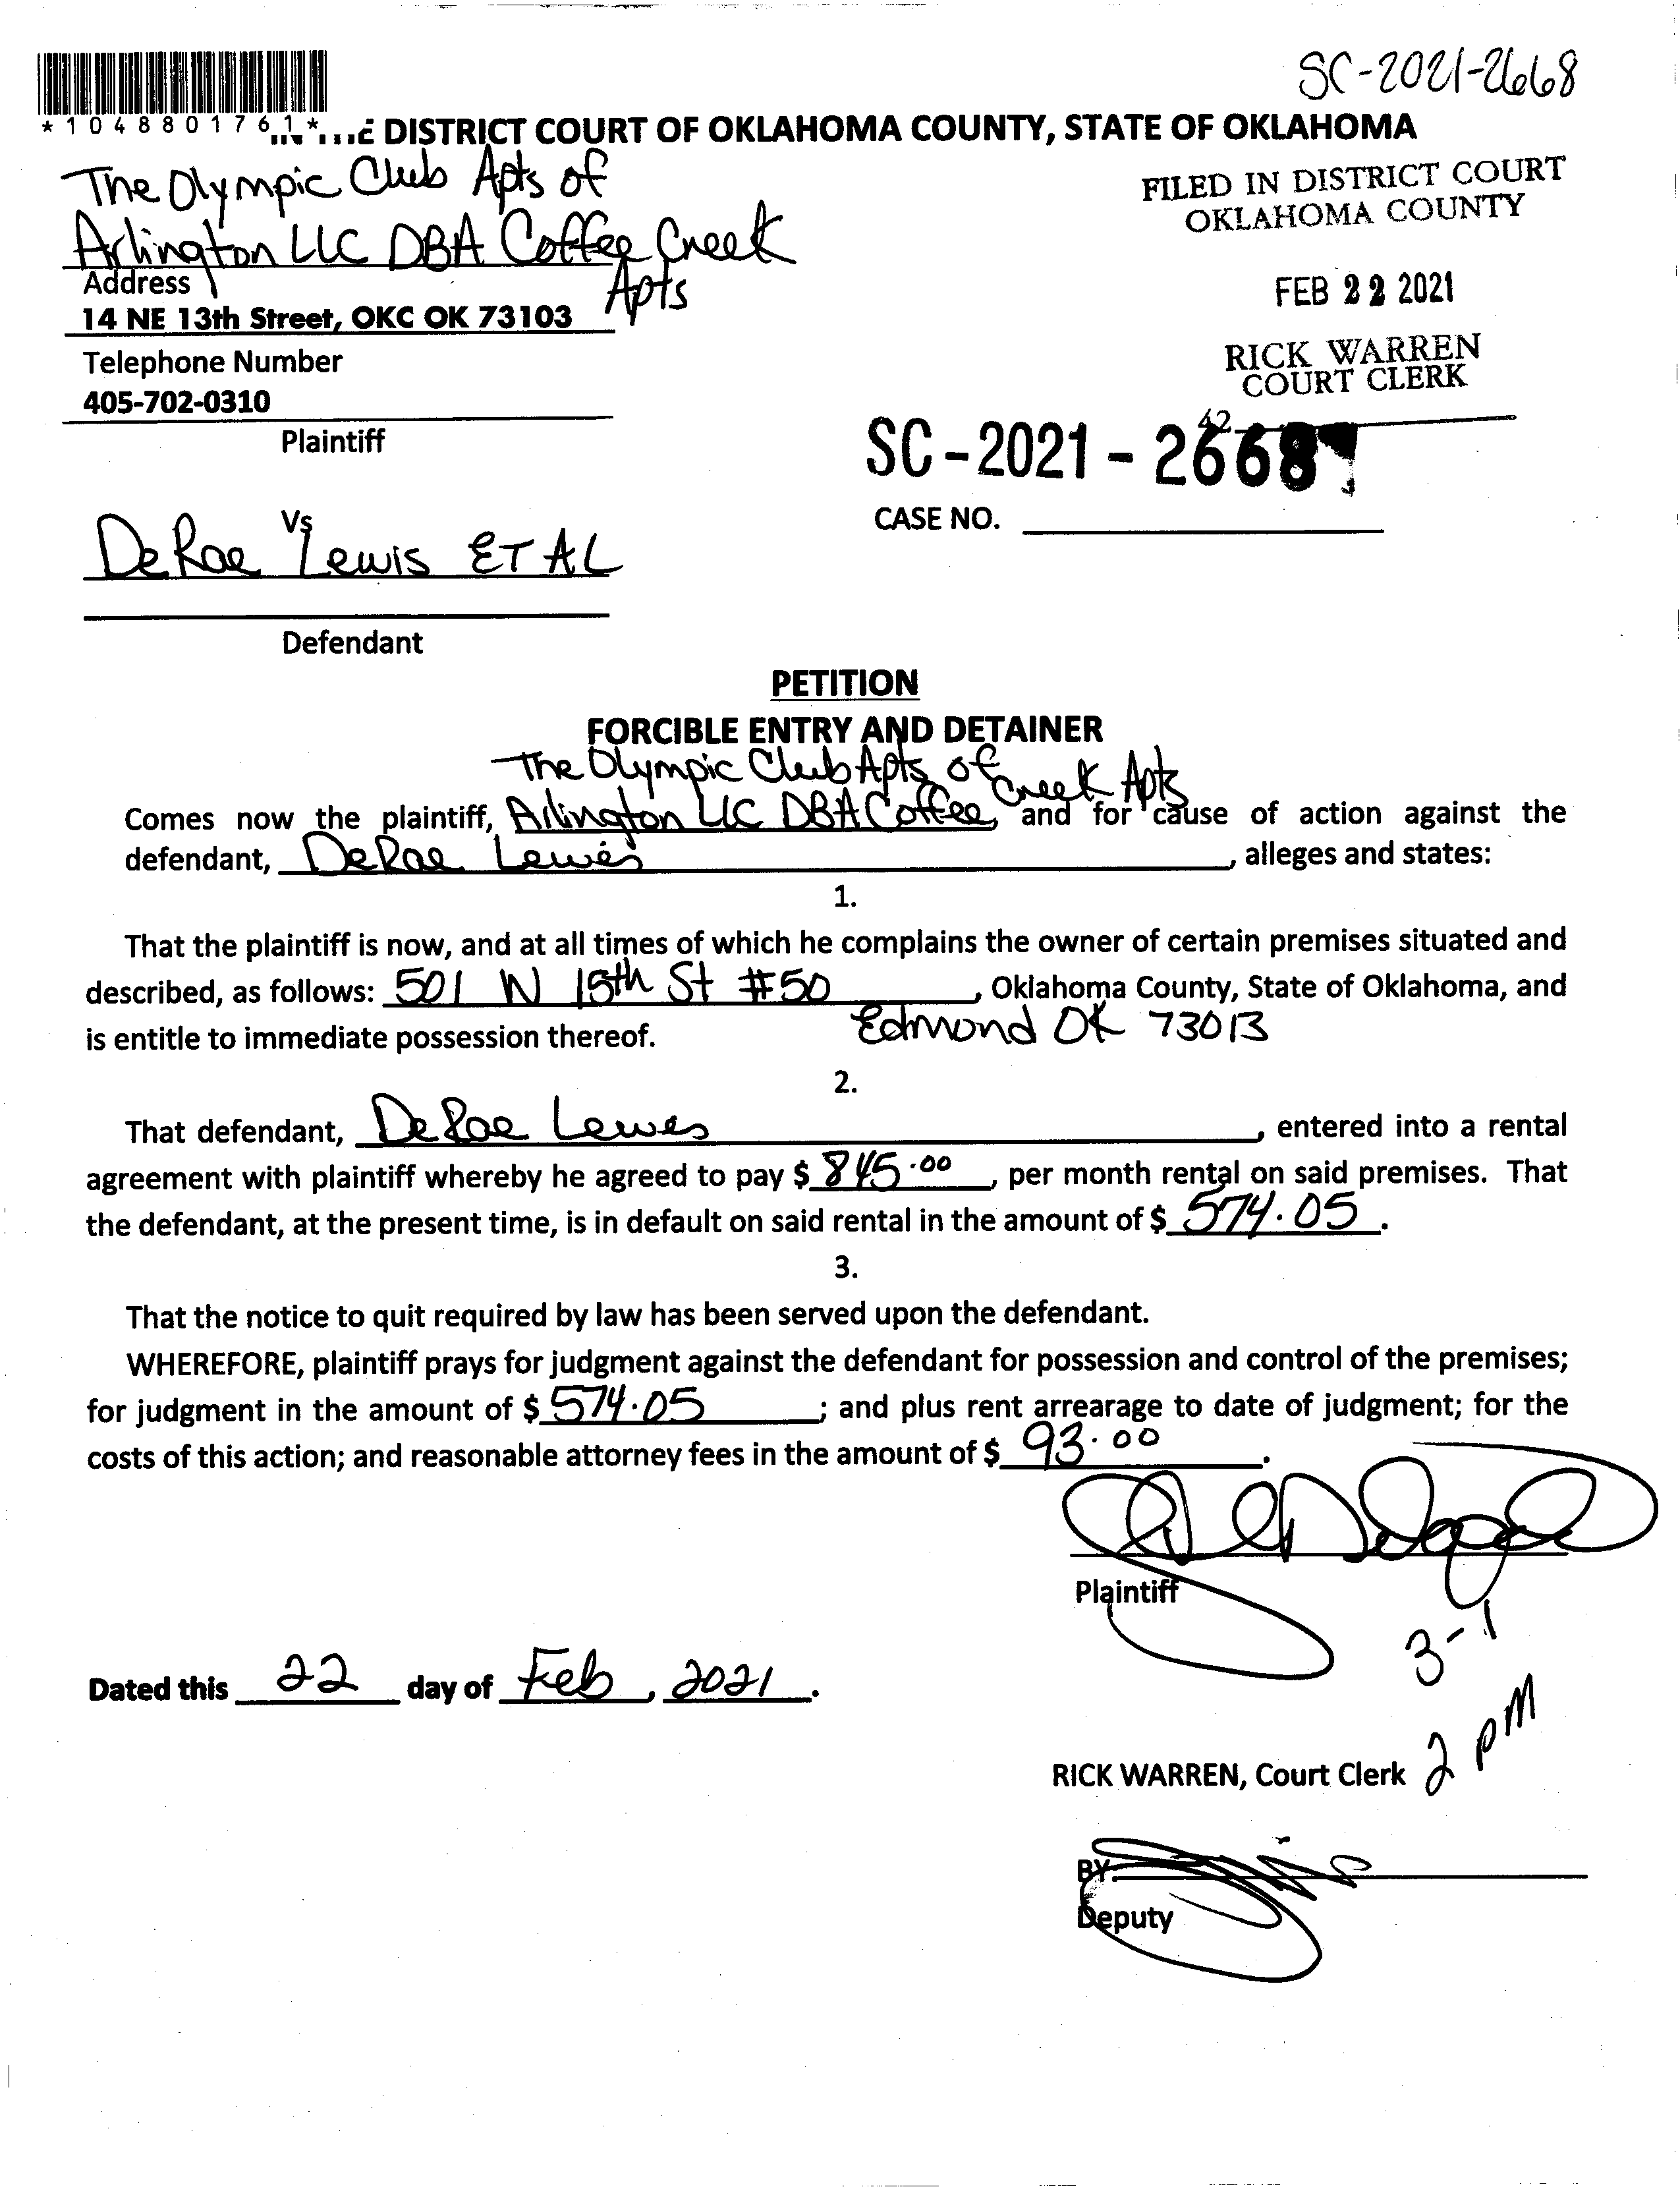 SC-2021-2668
*1048801761*
DISTRICT COURT OF OKLAHOMA COUNTY, STATE OF OKLAHOMA
The Olympic Club Apts of
Arlington LLC DBA Coffee Creek
Apts
Address
14 NE 13th Street, OKC OK 73103
Telephone Number
405-702-0310
Plaintiff
FILED IN DISTRICT COURT
OKLAHOMA COUNTY
FEB 22 2021
RICK WARREN
COURT CLERK
42
SC-2021-2668
CASE NO.
Vs
DeRae Lewis ET AL
Defendant
PETITION
FORCIBLE ENTRY AND DETAINER
The Olympic Club Apts of Creek Apts
Comes now the plaintiff, Arlington LLC DBA Coffee, and for cause of action against the
defendant, DeRae Lewis, alleges and states:
1.
That the plaintiff is now, and at all times of which he complains the owner of certain premises situated and
described, as follows: 501 W 15th St #50, Oklahoma County, State of Oklahoma, and
is entitle to immediate possession thereof. Edmond OK 73013
2.
That defendant, DeRae Lewis, entered into a rental
agreement with plaintiff whereby he agreed to pay $ 845.00, per month rental on said premises. That
the defendant, at the present time, is in default on said rental in the amount of $ 574.05.
3.
That the notice to quit required by law has been served upon the defendant.
WHEREFORE, plaintiff prays for judgment against the defendant for possession and control of the premises;
for judgment in the amount of $ 574.05; and plus rent arrearage to date of judgment; for the
costs of this action; and reasonable attorney fees in the amount of $ 93.00.
Plaintiff
3-1
2 pm
Dated this 22 day of Feb, 2021.
RICK WARREN, Court Clerk
BY
Deputy